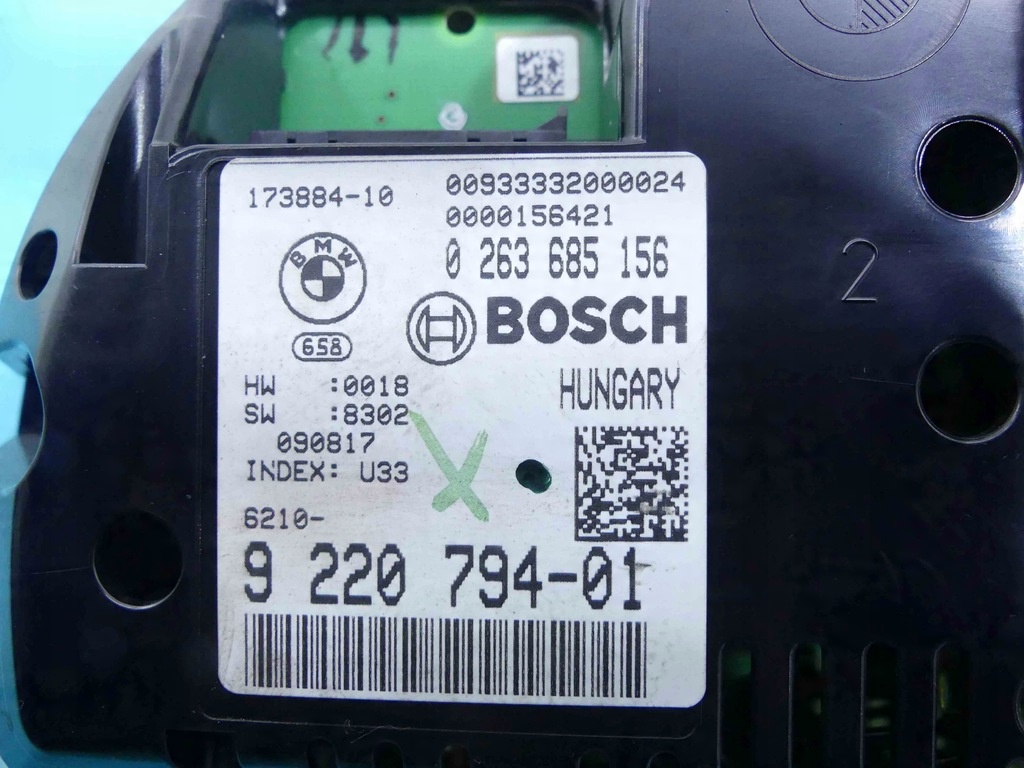 173884-10
00933332000024
0000156421
0 263 685 156
BMW
BOSCH
658
HW :0018
HUNGARY
SW :8302
090817
INDEX: U33
6210-
9 220 794-01
2